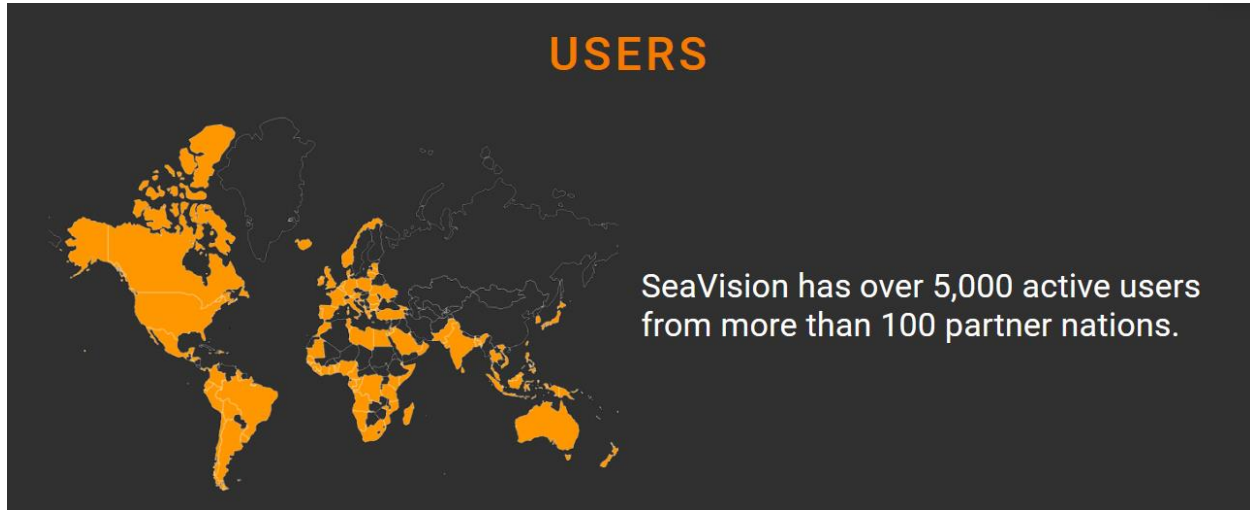 USERS
SeaVision has over 5,000 active users
from more than 100 partner nations.